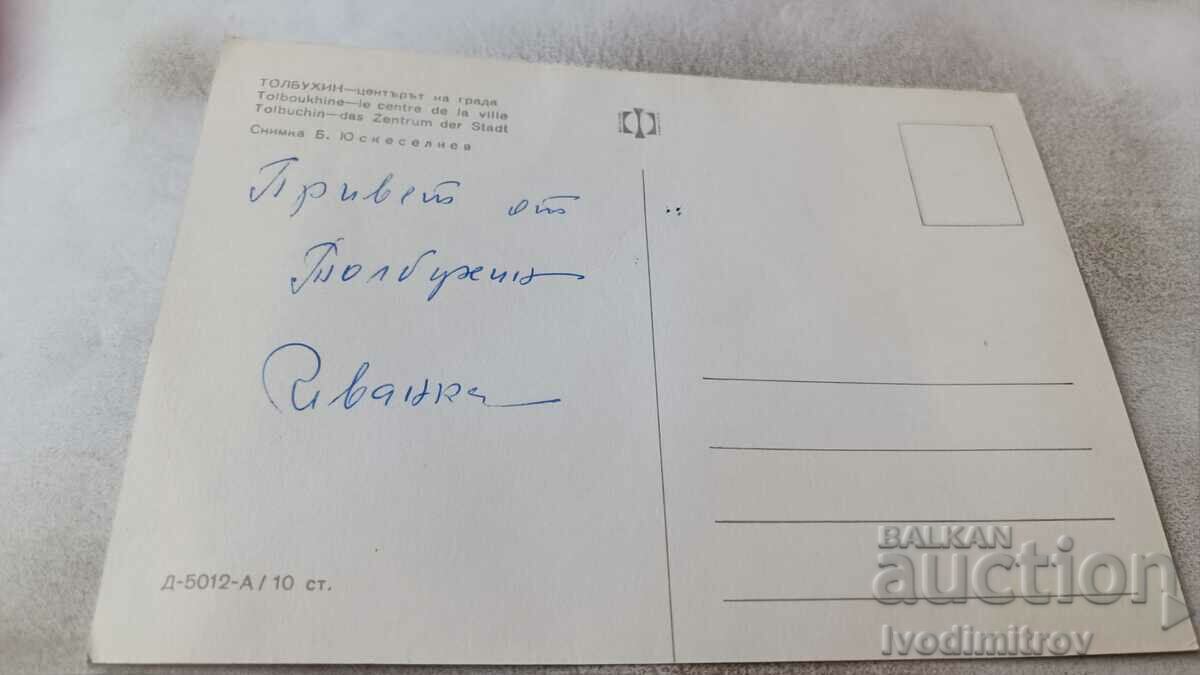 ТОЛБУХИН—центърът на града
Tolboukhine—le centre de la ville
Tolbuchin—das Zentrum der Stadt
Снимка Б. Юскеселиев
Привет от
Толбухин
Иванка
Д-5012-А / 10 ст.
BALKAN
auction
Ivodimitrov